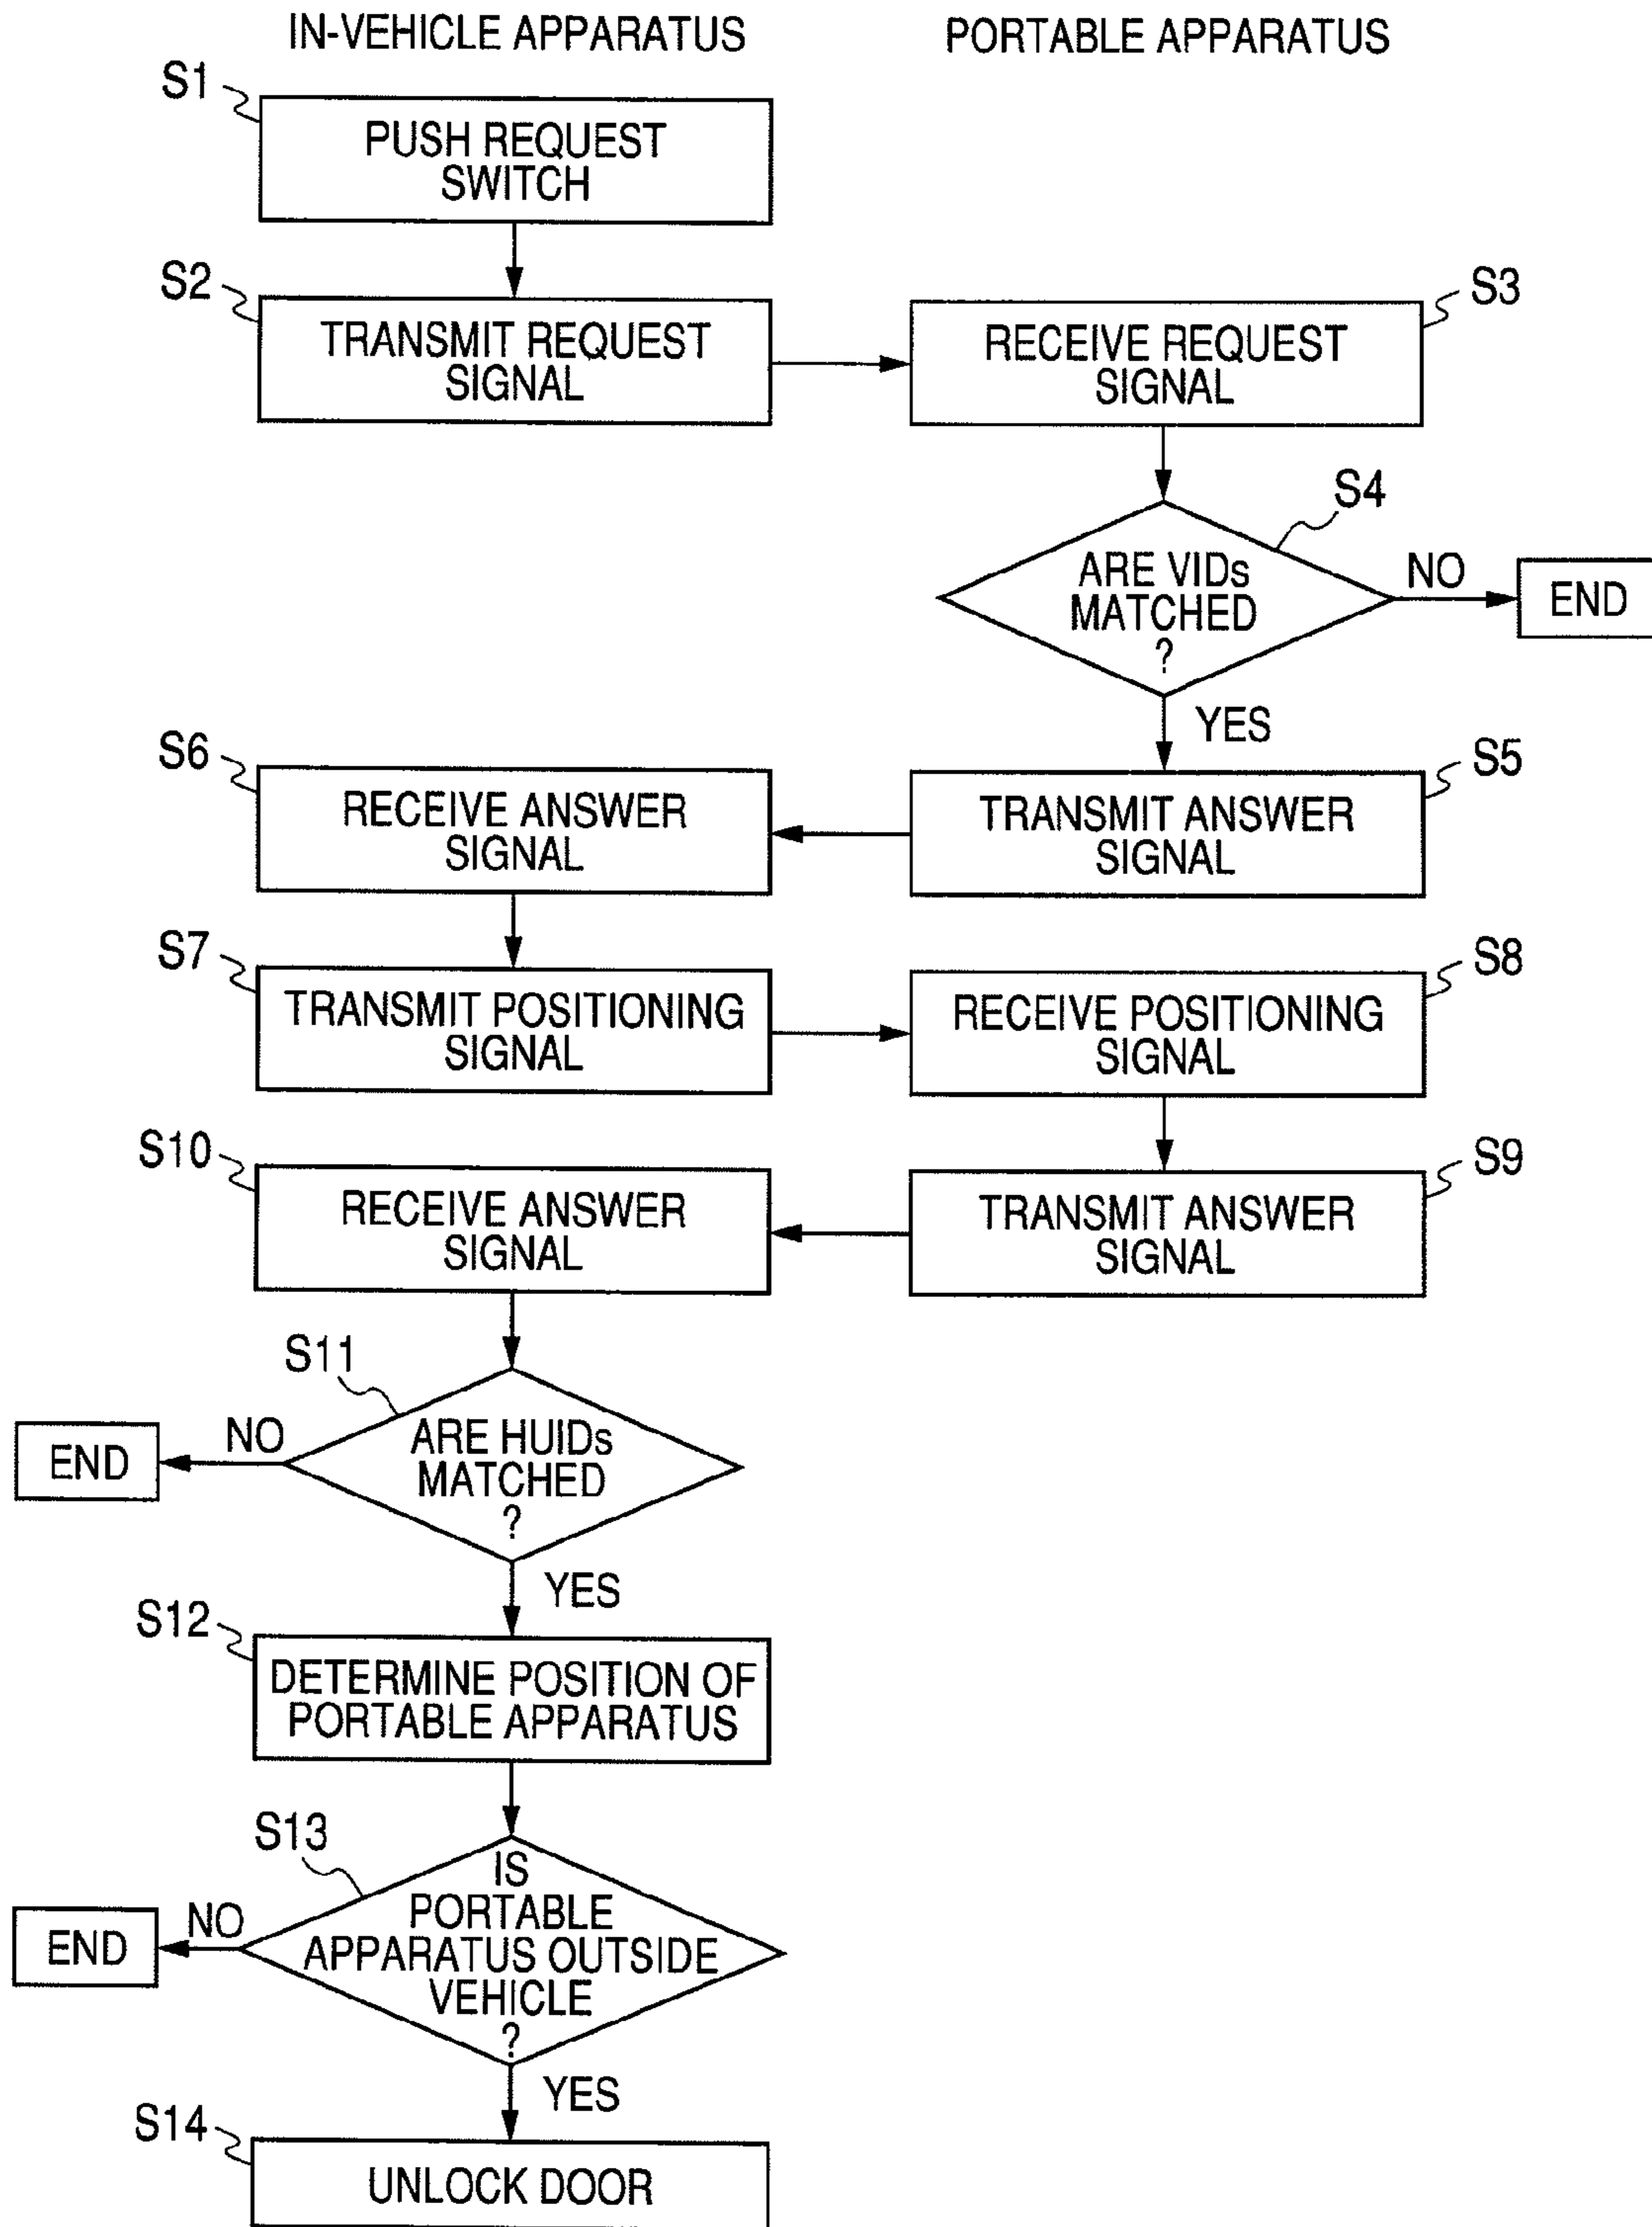 IN-VEHICLE APPARATUS
PORTABLE APPARATUS
S1
PUSH REQUEST
SWITCH
S2
TRANSMIT REQUEST
SIGNAL
S3
RECEIVE REQUEST
SIGNAL
S4
ARE VIDs
MATCHED
?
NO
END
YES
S5
TRANSMIT ANSWER
SIGNAL
S6
RECEIVE ANSWER
SIGNAL
S7
TRANSMIT POSITIONING
SIGNAL
S8
RECEIVE POSITIONING
SIGNAL
S9
TRANSMIT ANSWER
SIGNAL
S10
RECEIVE ANSWER
SIGNAL
S11
ARE HUIDs
MATCHED
?
NO
END
YES
S12
DETERMINE POSITION OF
PORTABLE APPARATUS
S13
IS
PORTABLE
APPARATUS OUTSIDE
VEHICLE
?
NO
END
YES
S14
UNLOCK DOOR